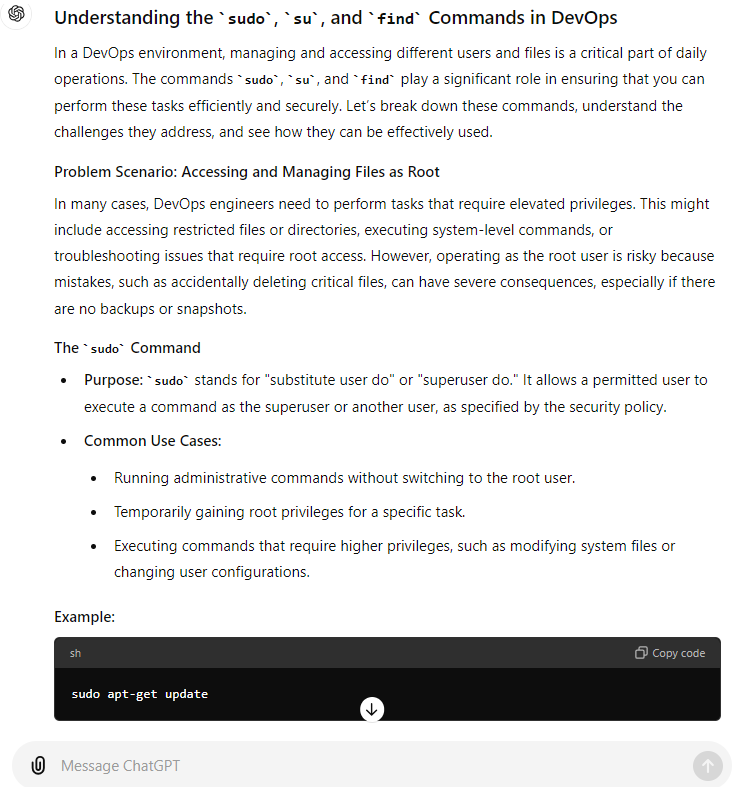 Understanding the `sudo`, `su`, and `find` Commands in DevOps
In a DevOps environment, managing and accessing different users and files is a critical part of daily
operations. The commands `sudo`, `su`, and `find` play a significant role in ensuring that you can
perform these tasks efficiently and securely. Let’s break down these commands, understand the
challenges they address, and see how they can be effectively used.
Problem Scenario: Accessing and Managing Files as Root
In many cases, DevOps engineers need to perform tasks that require elevated privileges. This might
include accessing restricted files or directories, executing system-level commands, or
troubleshooting issues that require root access. However, operating as the root user is risky because
mistakes, such as accidentally deleting critical files, can have severe consequences, especially if there
are no backups or snapshots.
The `sudo` Command
• Purpose: `sudo` stands for "substitute user do" or "superuser do." It allows a permitted user to
execute a command as the superuser or another user, as specified by the security policy.
• Common Use Cases:
• Running administrative commands without switching to the root user.
• Temporarily gaining root privileges for a specific task.
• Executing commands that require higher privileges, such as modifying system files or
changing user configurations.
Example:
sh Copy code
sudo apt-get update
Message ChatGPT